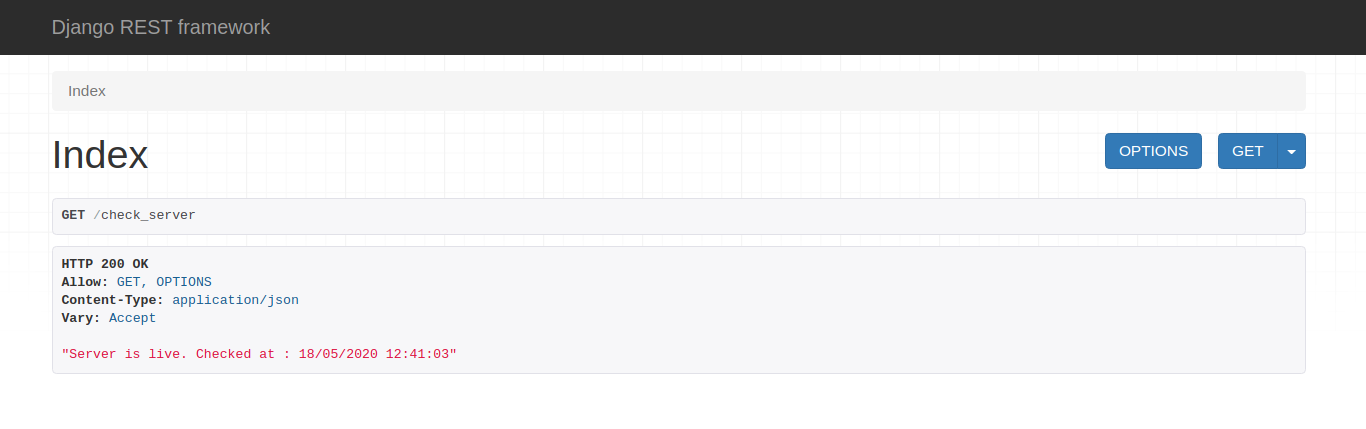 Django REST framework
Index
Index
OPTIONS
GET
GET /check_server
HTTP 200 OK
Allow: GET, OPTIONS
Content-Type: application/json
Vary: Accept
"Server is live. Checked at : 18/05/2020 12:41:03"